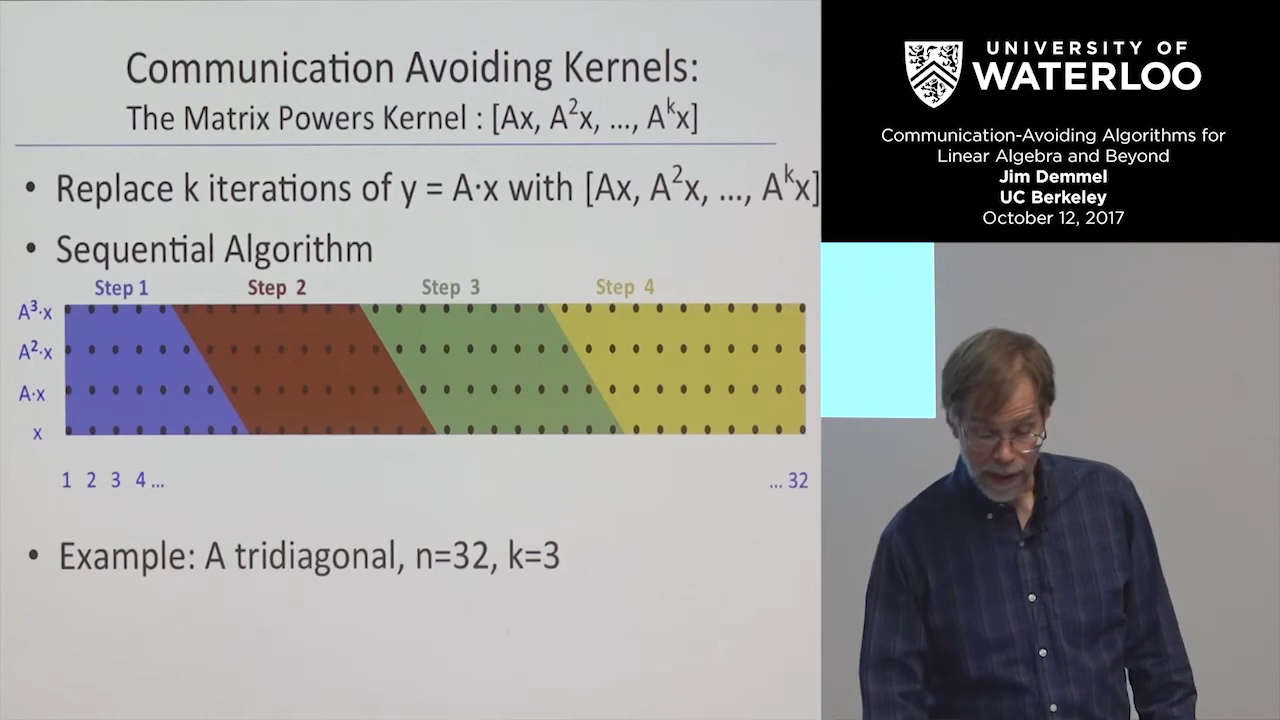 Communication Avoiding Kernels:
The Matrix Powers Kernel : [Ax, A²x, ..., Aᵏx]
• Replace k iterations of y = A·x with [Ax, A²x, ..., Aᵏx]
• Sequential Algorithm
Step 1 Step 2 Step 3 Step 4
A³·x
A²·x
A·x
x
1 2 3 4 ... ... 32
• Example: A tridiagonal, n=32, k=3
UNIVERSITY OF
WATERLOO
Communication-Avoiding Algorithms for
Linear Algebra and Beyond
Jim Demmel
UC Berkeley
October 12, 2017